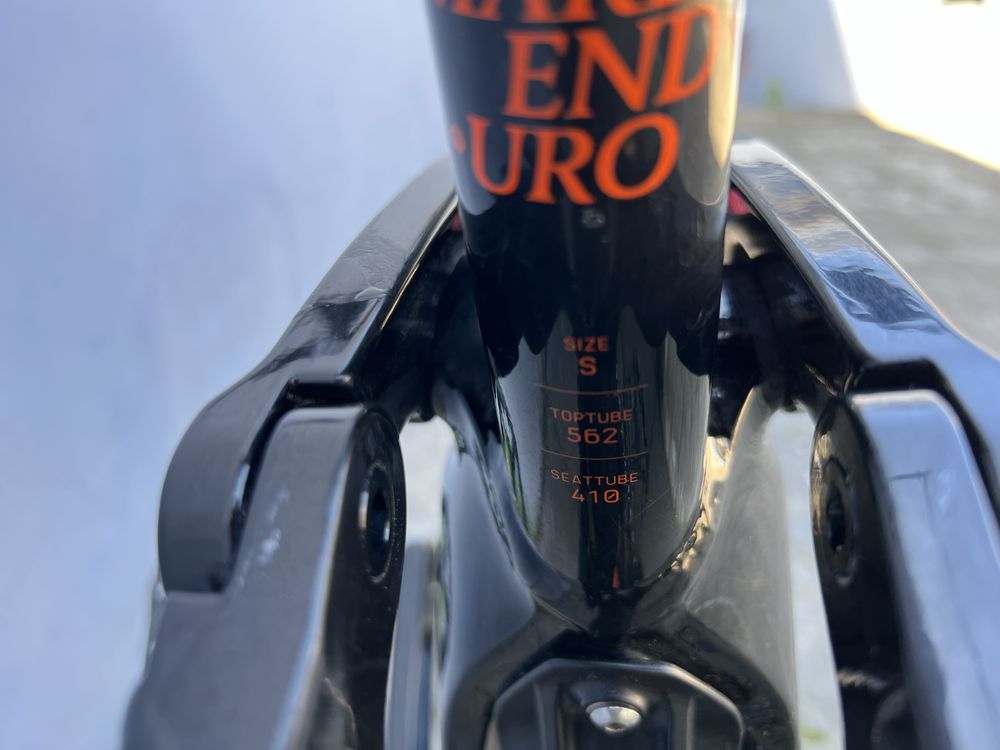 END
·URO
SIZE
S
TOPTUBE
562
SEATTUBE
410